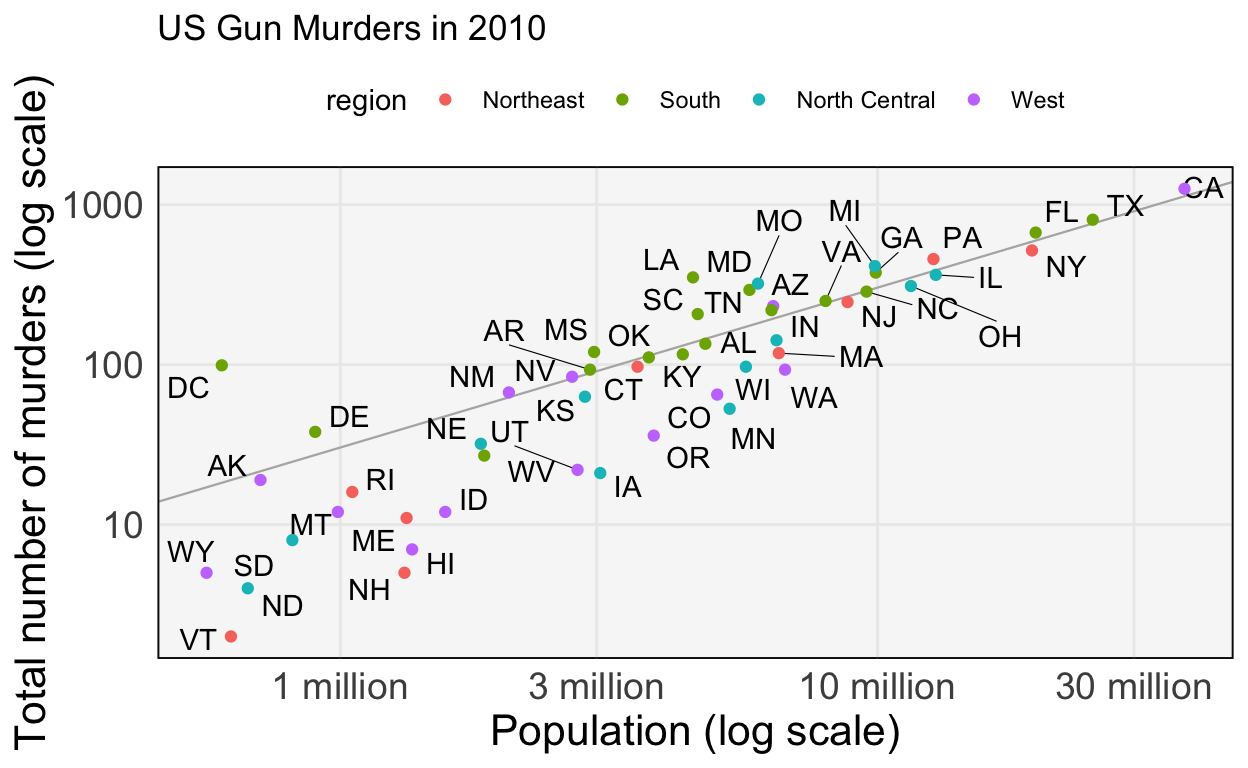 US Gun Murders in 2010
region Northeast South North Central West
Total number of murders (log scale)
1000
100
10
CA
TX
FL
NY
MI
MO
GA
PA
VA
LA
MD
IL
AZ
SC
TN
NC
NJ
OH
IN
AR
MS
OK
AL
MA
NM
NV
CT
KY
WI
WA
DC
KS
CO
DE
NE
UT
MN
OR
AK
WV
RI
IA
ID
MT
ME
WY
SD
HI
NH
ND
VT
1 million
3 million
10 million
30 million
Population (log scale)